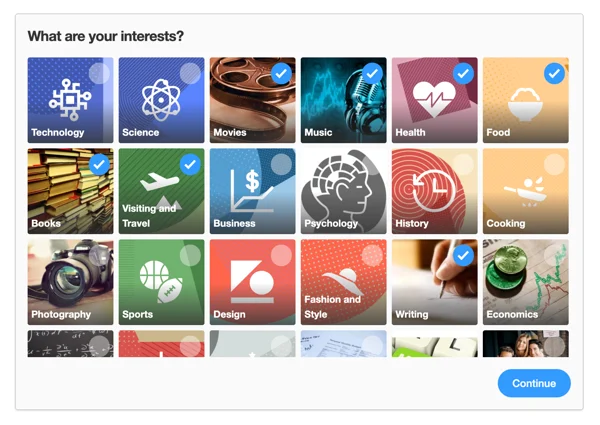 What are your interests?
Technology
Science
Movies
Music
Health
Food
Books
Visiting and
Travel
Business
Psychology
History
Cooking
Photography
Sports
Design
Fashion and
Style
Writing
Economics
Continue